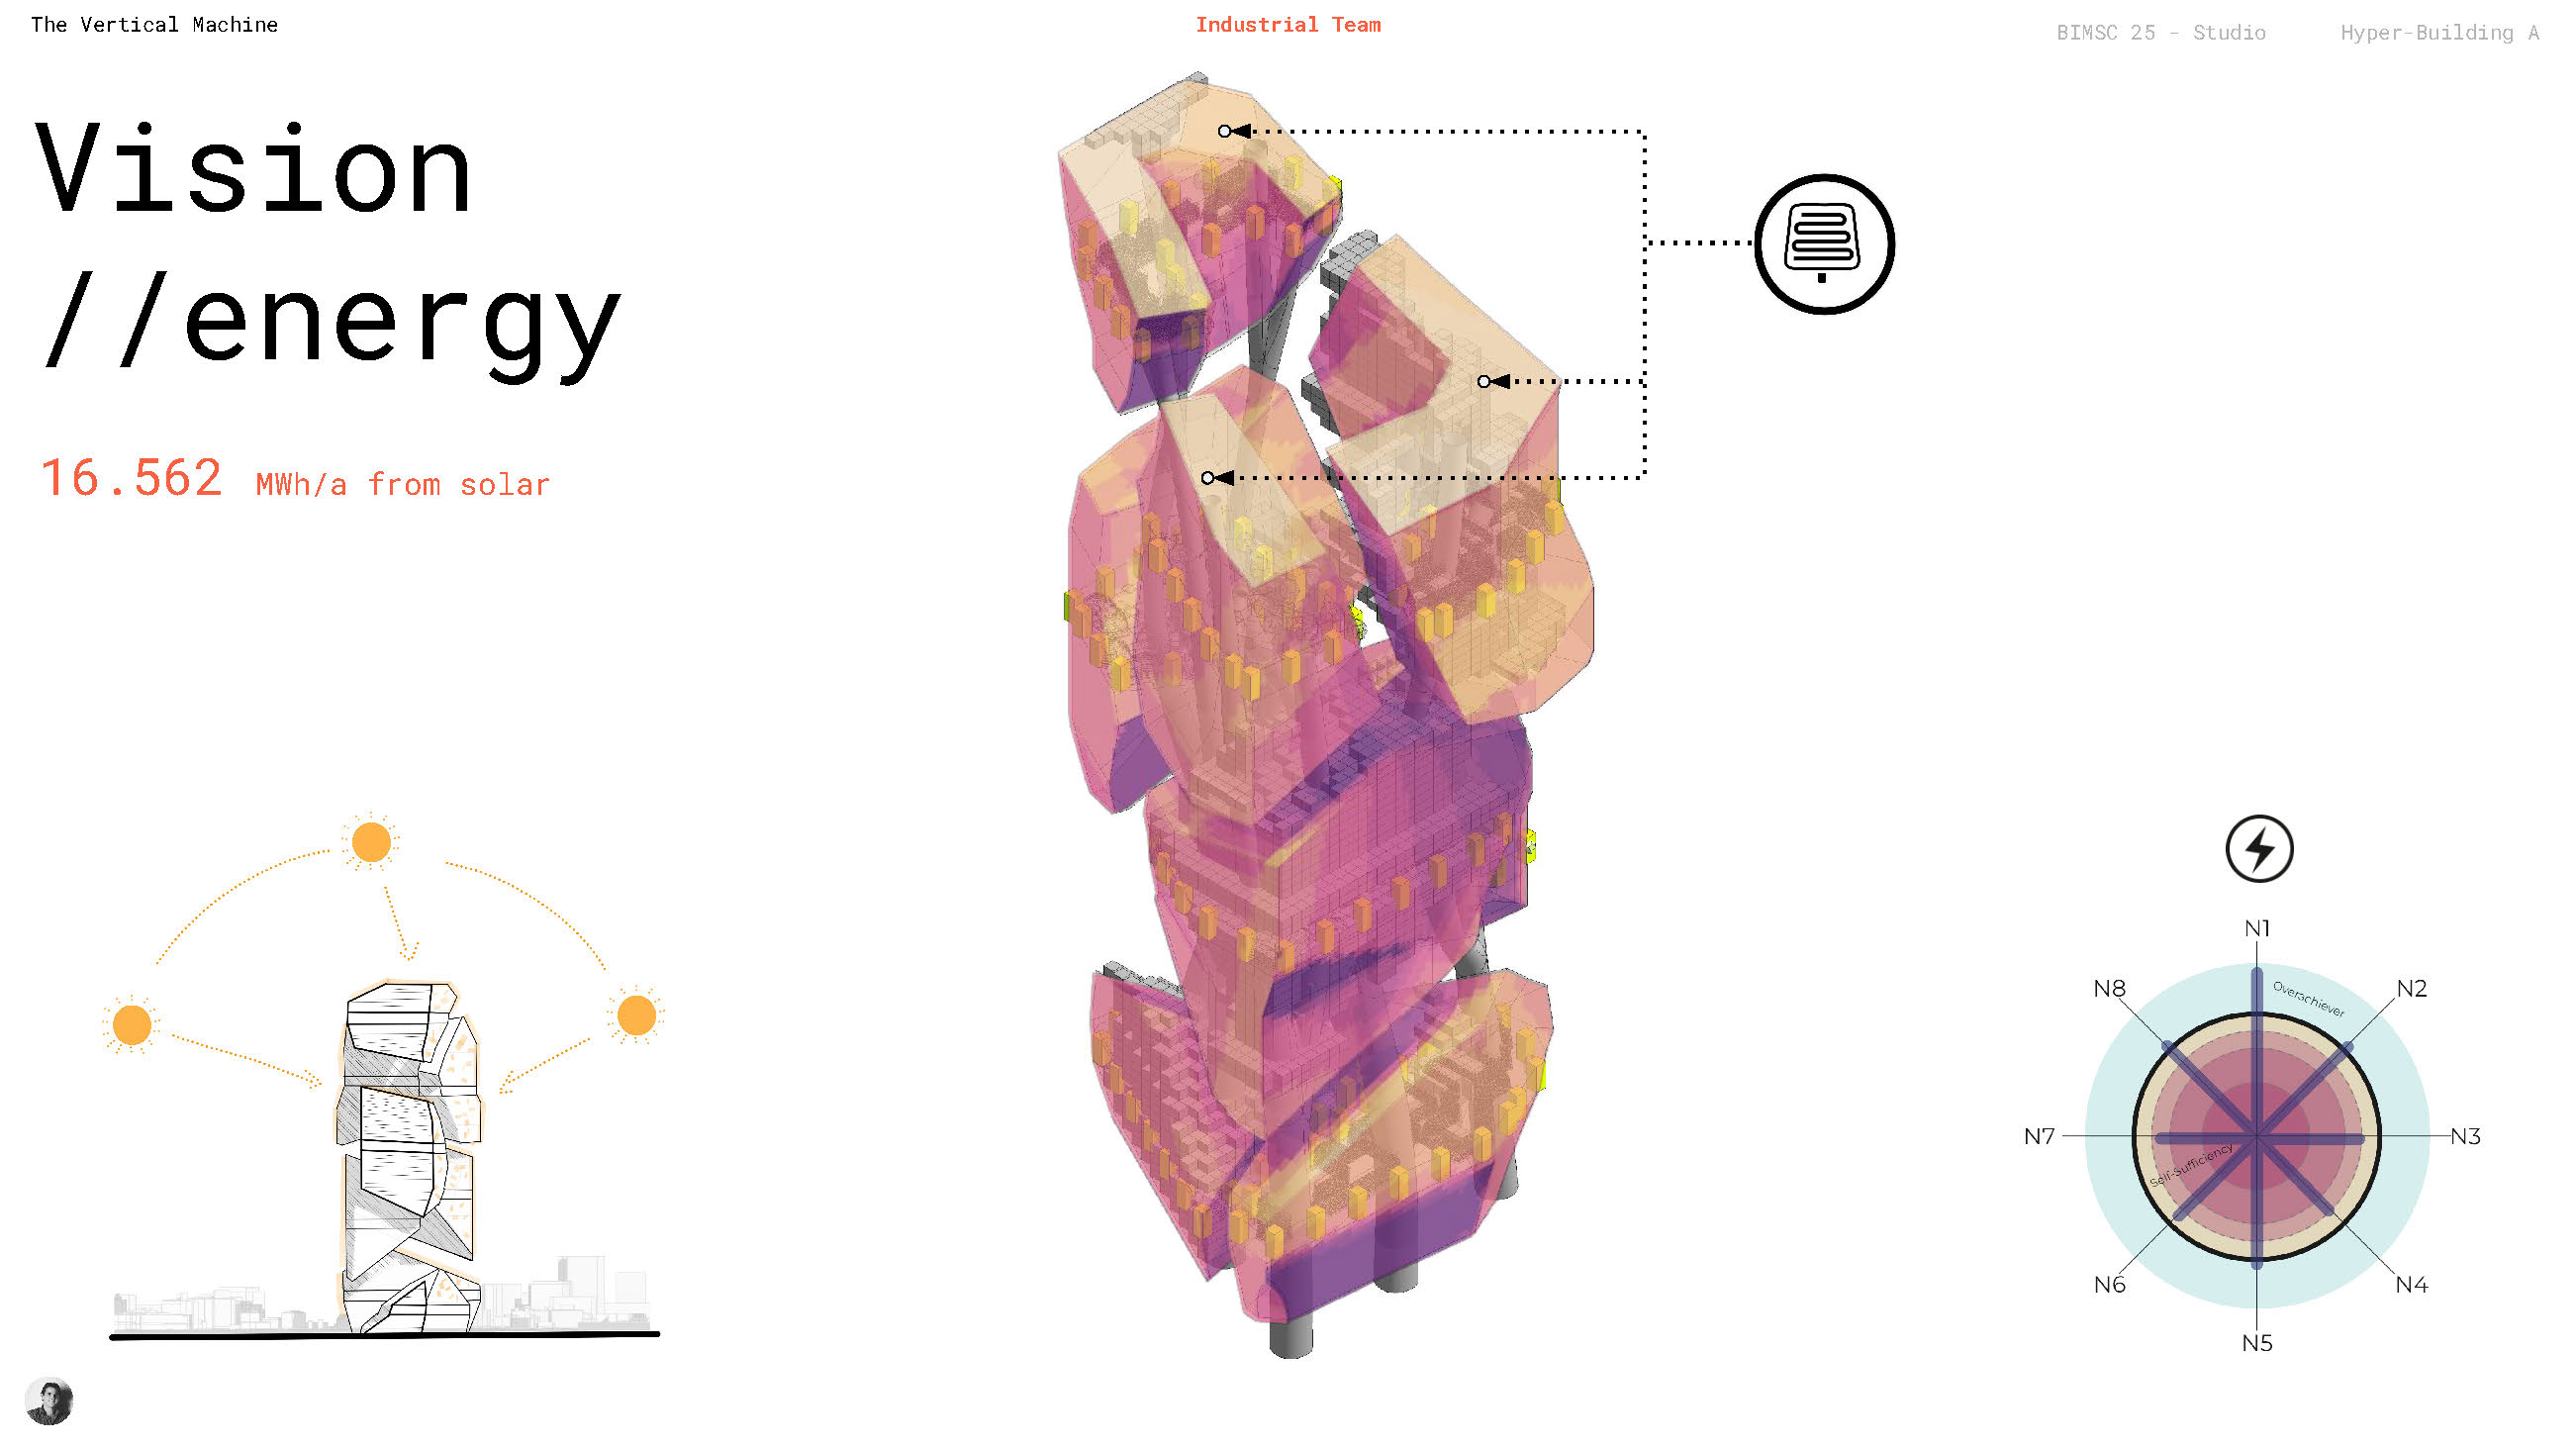 The Vertical Machine
Industrial Team
BIMSC 25 - Studio
Hyper-Building A
Vision
//energy
16.562 MWh/a from solar
N1
N8
N2
Overachiever
N7
N3
Self-Sufficiency
N6
N4
N5